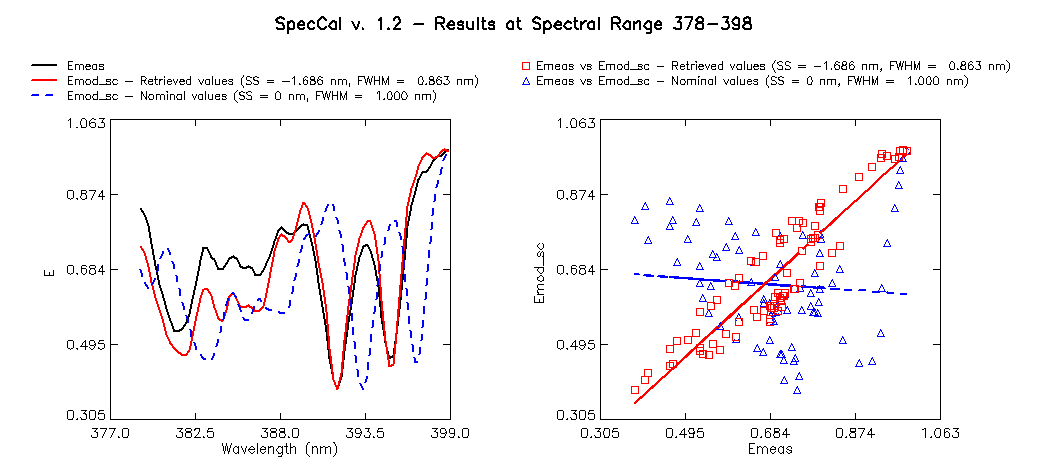 SpecCal v. 1.2 – Results at Spectral Range 378–398
Emeas
Emod_sc – Retrieved values (SS = –1.686 nm, FWHM = 0.863 nm)
Emod_sc – Nominal values (SS = 0 nm, FWHM = 1.000 nm)
Emeas vs Emod_sc – Retrieved values (SS = –1.686 nm, FWHM = 0.863 nm)
Emeas vs Emod_sc – Nominal values (SS = 0 nm, FWHM = 1.000 nm)
1.063
0.874
0.684
0.495
0.305
E
377.0 382.5 388.0 393.5 399.0
Wavelength (nm)
1.063
0.874
0.684
0.495
0.305
Emod_sc
0.305 0.495 0.684 0.874 1.063
Emeas